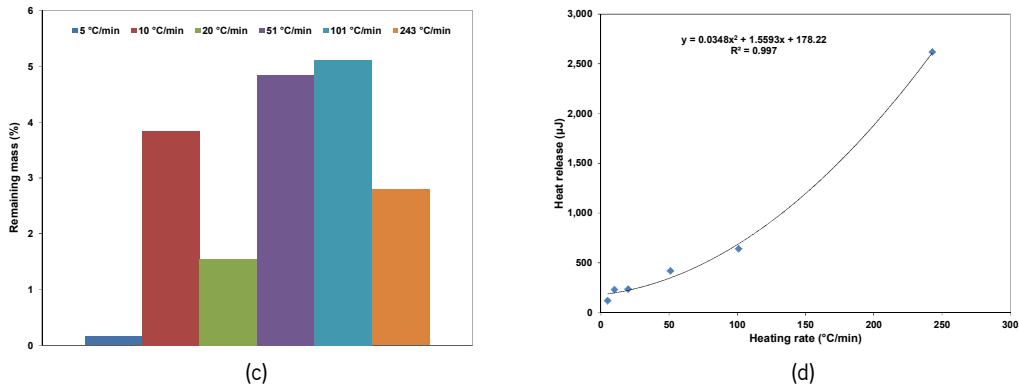 6
5
4
3
2
1
0
Remaining mass (%)
5 °C/min 10 °C/min 20 °C/min 51 °C/min 101 °C/min 243 °C/min
(c)
3,000
2,500
2,000
1,500
1,000
500
0
Heat release (µJ)
y = 0.0348x² + 1.5593x + 178.22
R² = 0.997
0 50 100 150 200 250 300
Heating rate (°C/min)
(d)